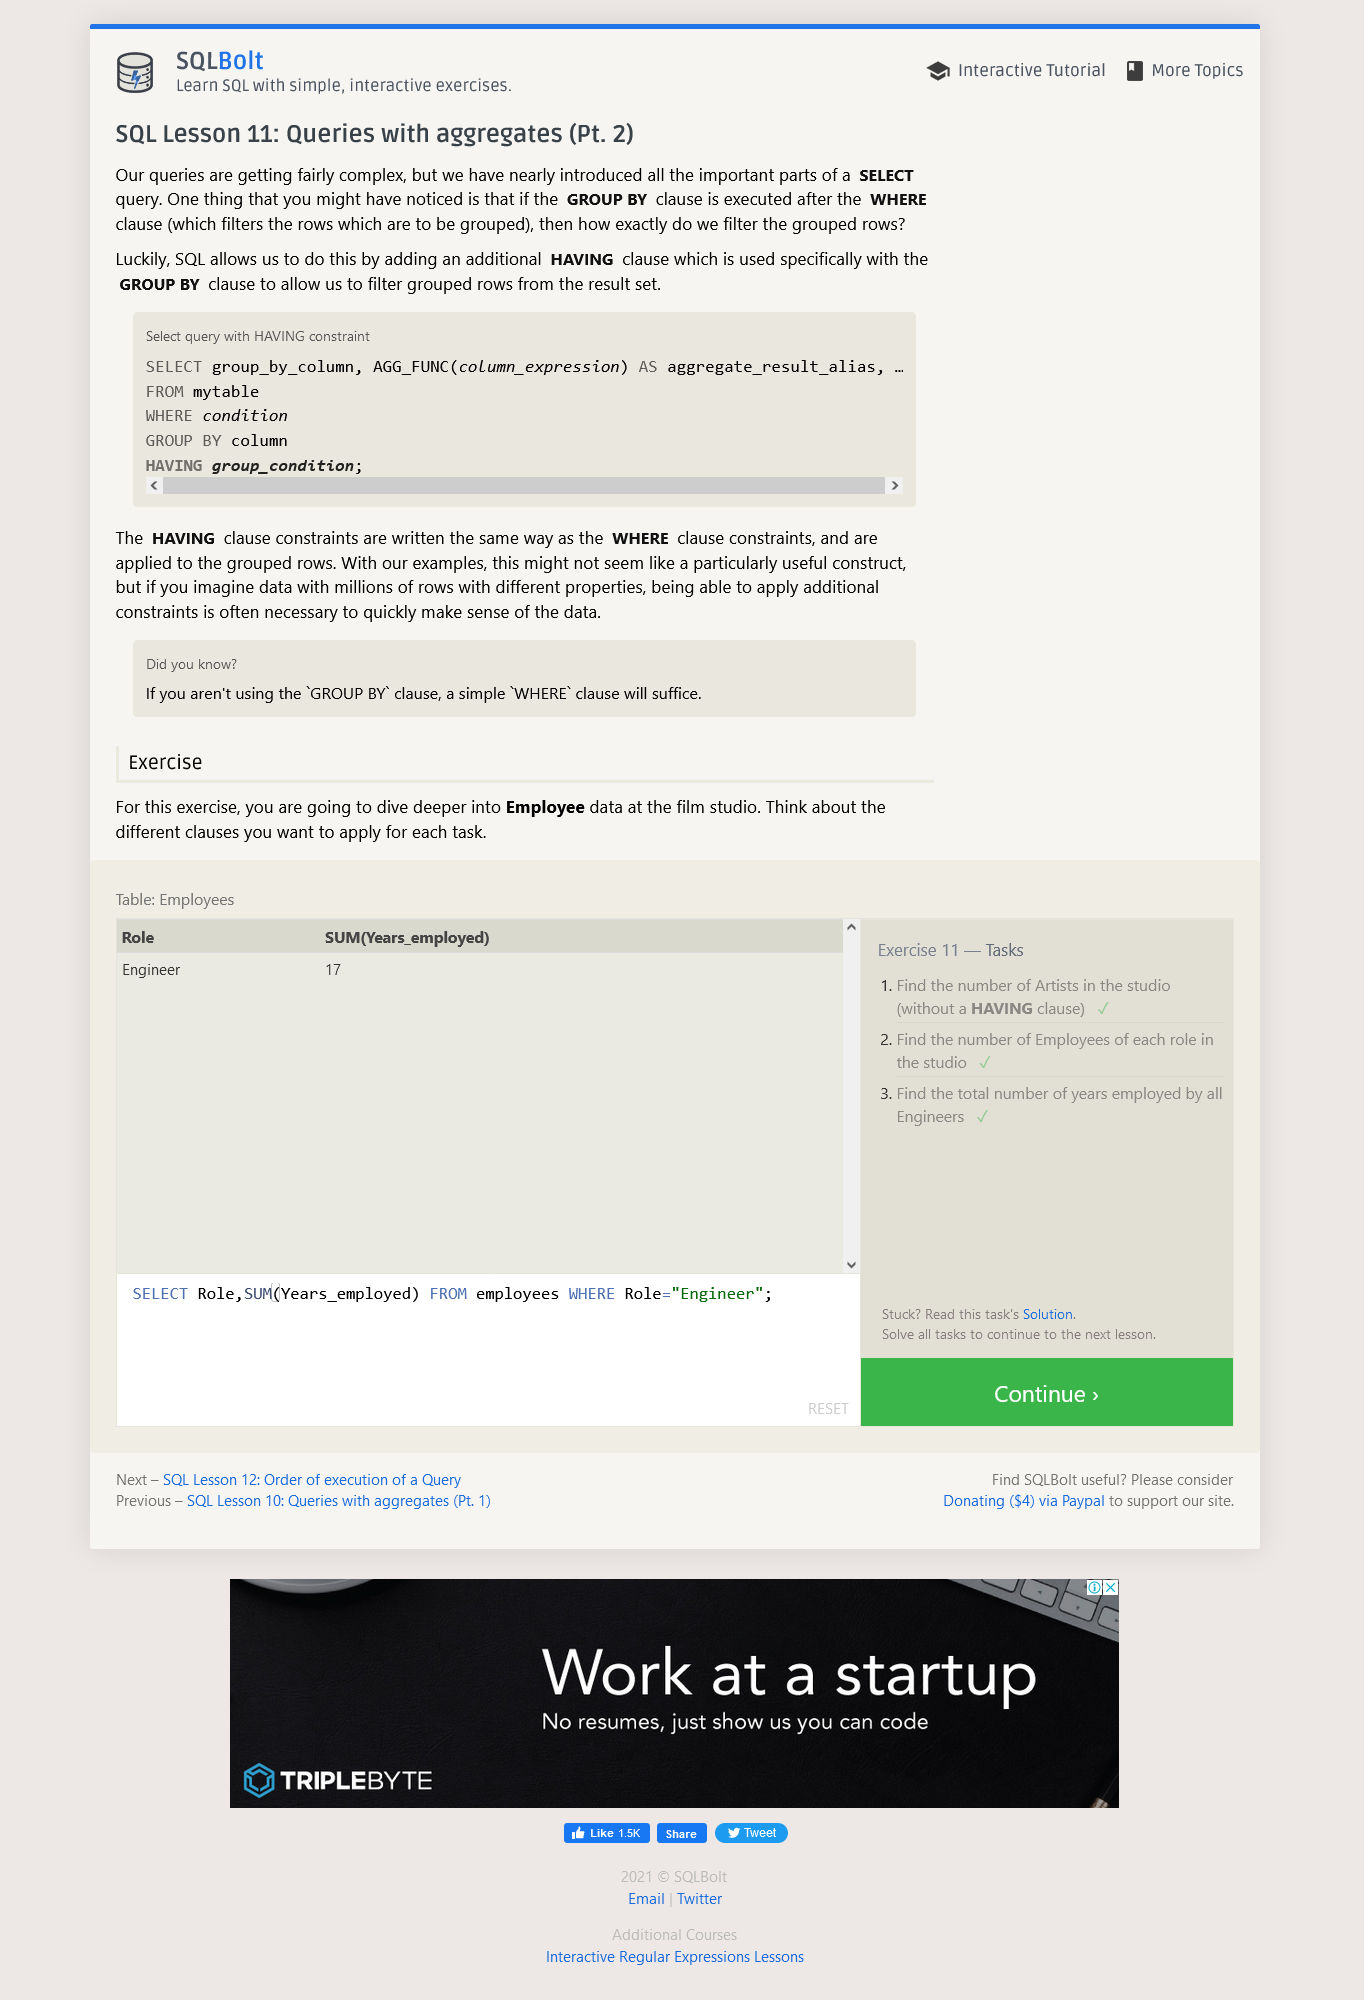 SQLBolt
Learn SQL with simple, interactive exercises.
Interactive Tutorial
More Topics
SQL Lesson 11: Queries with aggregates (Pt. 2)
Our queries are getting fairly complex, but we have nearly introduced all the important parts of a SELECT
query. One thing that you might have noticed is that if the GROUP BY clause is executed after the WHERE
clause (which filters the rows which are to be grouped), then how exactly do we filter the grouped rows?
Luckily, SQL allows us to do this by adding an additional HAVING clause which is used specifically with the
GROUP BY clause to allow us to filter grouped rows from the result set.
Select query with HAVING constraint
SELECT group_by_column, AGG_FUNC(column_expression) AS aggregate_result_alias, …
FROM mytable
WHERE condition
GROUP BY column
HAVING group_condition;
The HAVING clause constraints are written the same way as the WHERE clause constraints, and are
applied to the grouped rows. With our examples, this might not seem like a particularly useful construct,
but if you imagine data with millions of rows with different properties, being able to apply additional
constraints is often necessary to quickly make sense of the data.
Did you know?
If you aren't using the `GROUP BY` clause, a simple `WHERE` clause will suffice.
Exercise
For this exercise, you are going to dive deeper into Employee data at the film studio. Think about the
different clauses you want to apply for each task.
Table: Employees
Role SUM(Years_employed)
Engineer 17
SELECT Role,SUM(Years_employed) FROM employees WHERE Role="Engineer";
RESET
Exercise 11 — Tasks
1. Find the number of Artists in the studio
(without a HAVING clause) ✓
2. Find the number of Employees of each role in
the studio ✓
3. Find the total number of years employed by all
Engineers ✓
Stuck? Read this task's Solution.
Solve all tasks to continue to the next lesson.
Continue ›
Next – SQL Lesson 12: Order of execution of a Query
Previous – SQL Lesson 10: Queries with aggregates (Pt. 1)
Find SQLBolt useful? Please consider
Donating ($4) via Paypal to support our site.
Work at a startup
No resumes, just show us you can code
TRIPLEBYTE
Like 1.5K
Share
Tweet
2021 © SQLBolt
Email | Twitter
Additional Courses
Interactive Regular Expressions Lessons